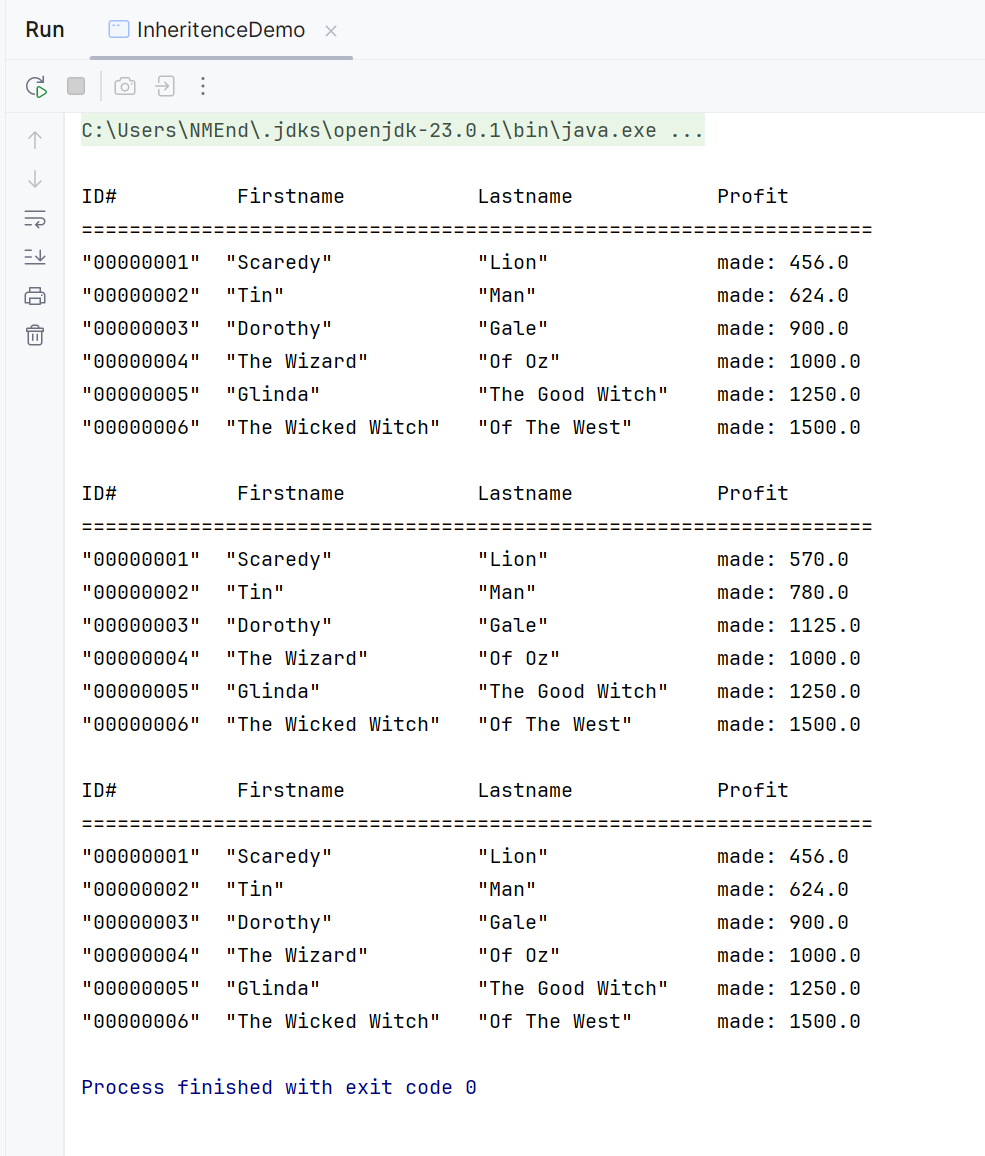 Run InheritenceDemo
C:\Users\NMEnd\.jdks\openjdk-23.0.1\bin\java.exe ...
ID#          Firstname           Lastname            Profit
==================================================================
"00000001"  "Scaredy"            "Lion"              made: 456.0
"00000002"  "Tin"                "Man"               made: 624.0
"00000003"  "Dorothy"            "Gale"              made: 900.0
"00000004"  "The Wizard"         "Of Oz"             made: 1000.0
"00000005"  "Glinda"             "The Good Witch"    made: 1250.0
"00000006"  "The Wicked Witch"   "Of The West"       made: 1500.0
ID#          Firstname           Lastname            Profit
==================================================================
"00000001"  "Scaredy"            "Lion"              made: 570.0
"00000002"  "Tin"                "Man"               made: 780.0
"00000003"  "Dorothy"            "Gale"              made: 1125.0
"00000004"  "The Wizard"         "Of Oz"             made: 1000.0
"00000005"  "Glinda"             "The Good Witch"    made: 1250.0
"00000006"  "The Wicked Witch"   "Of The West"       made: 1500.0
ID#          Firstname           Lastname            Profit
==================================================================
"00000001"  "Scaredy"            "Lion"              made: 456.0
"00000002"  "Tin"                "Man"               made: 624.0
"00000003"  "Dorothy"            "Gale"              made: 900.0
"00000004"  "The Wizard"         "Of Oz"             made: 1000.0
"00000005"  "Glinda"             "The Good Witch"    made: 1250.0
"00000006"  "The Wicked Witch"   "Of The West"       made: 1500.0
Process finished with exit code 0